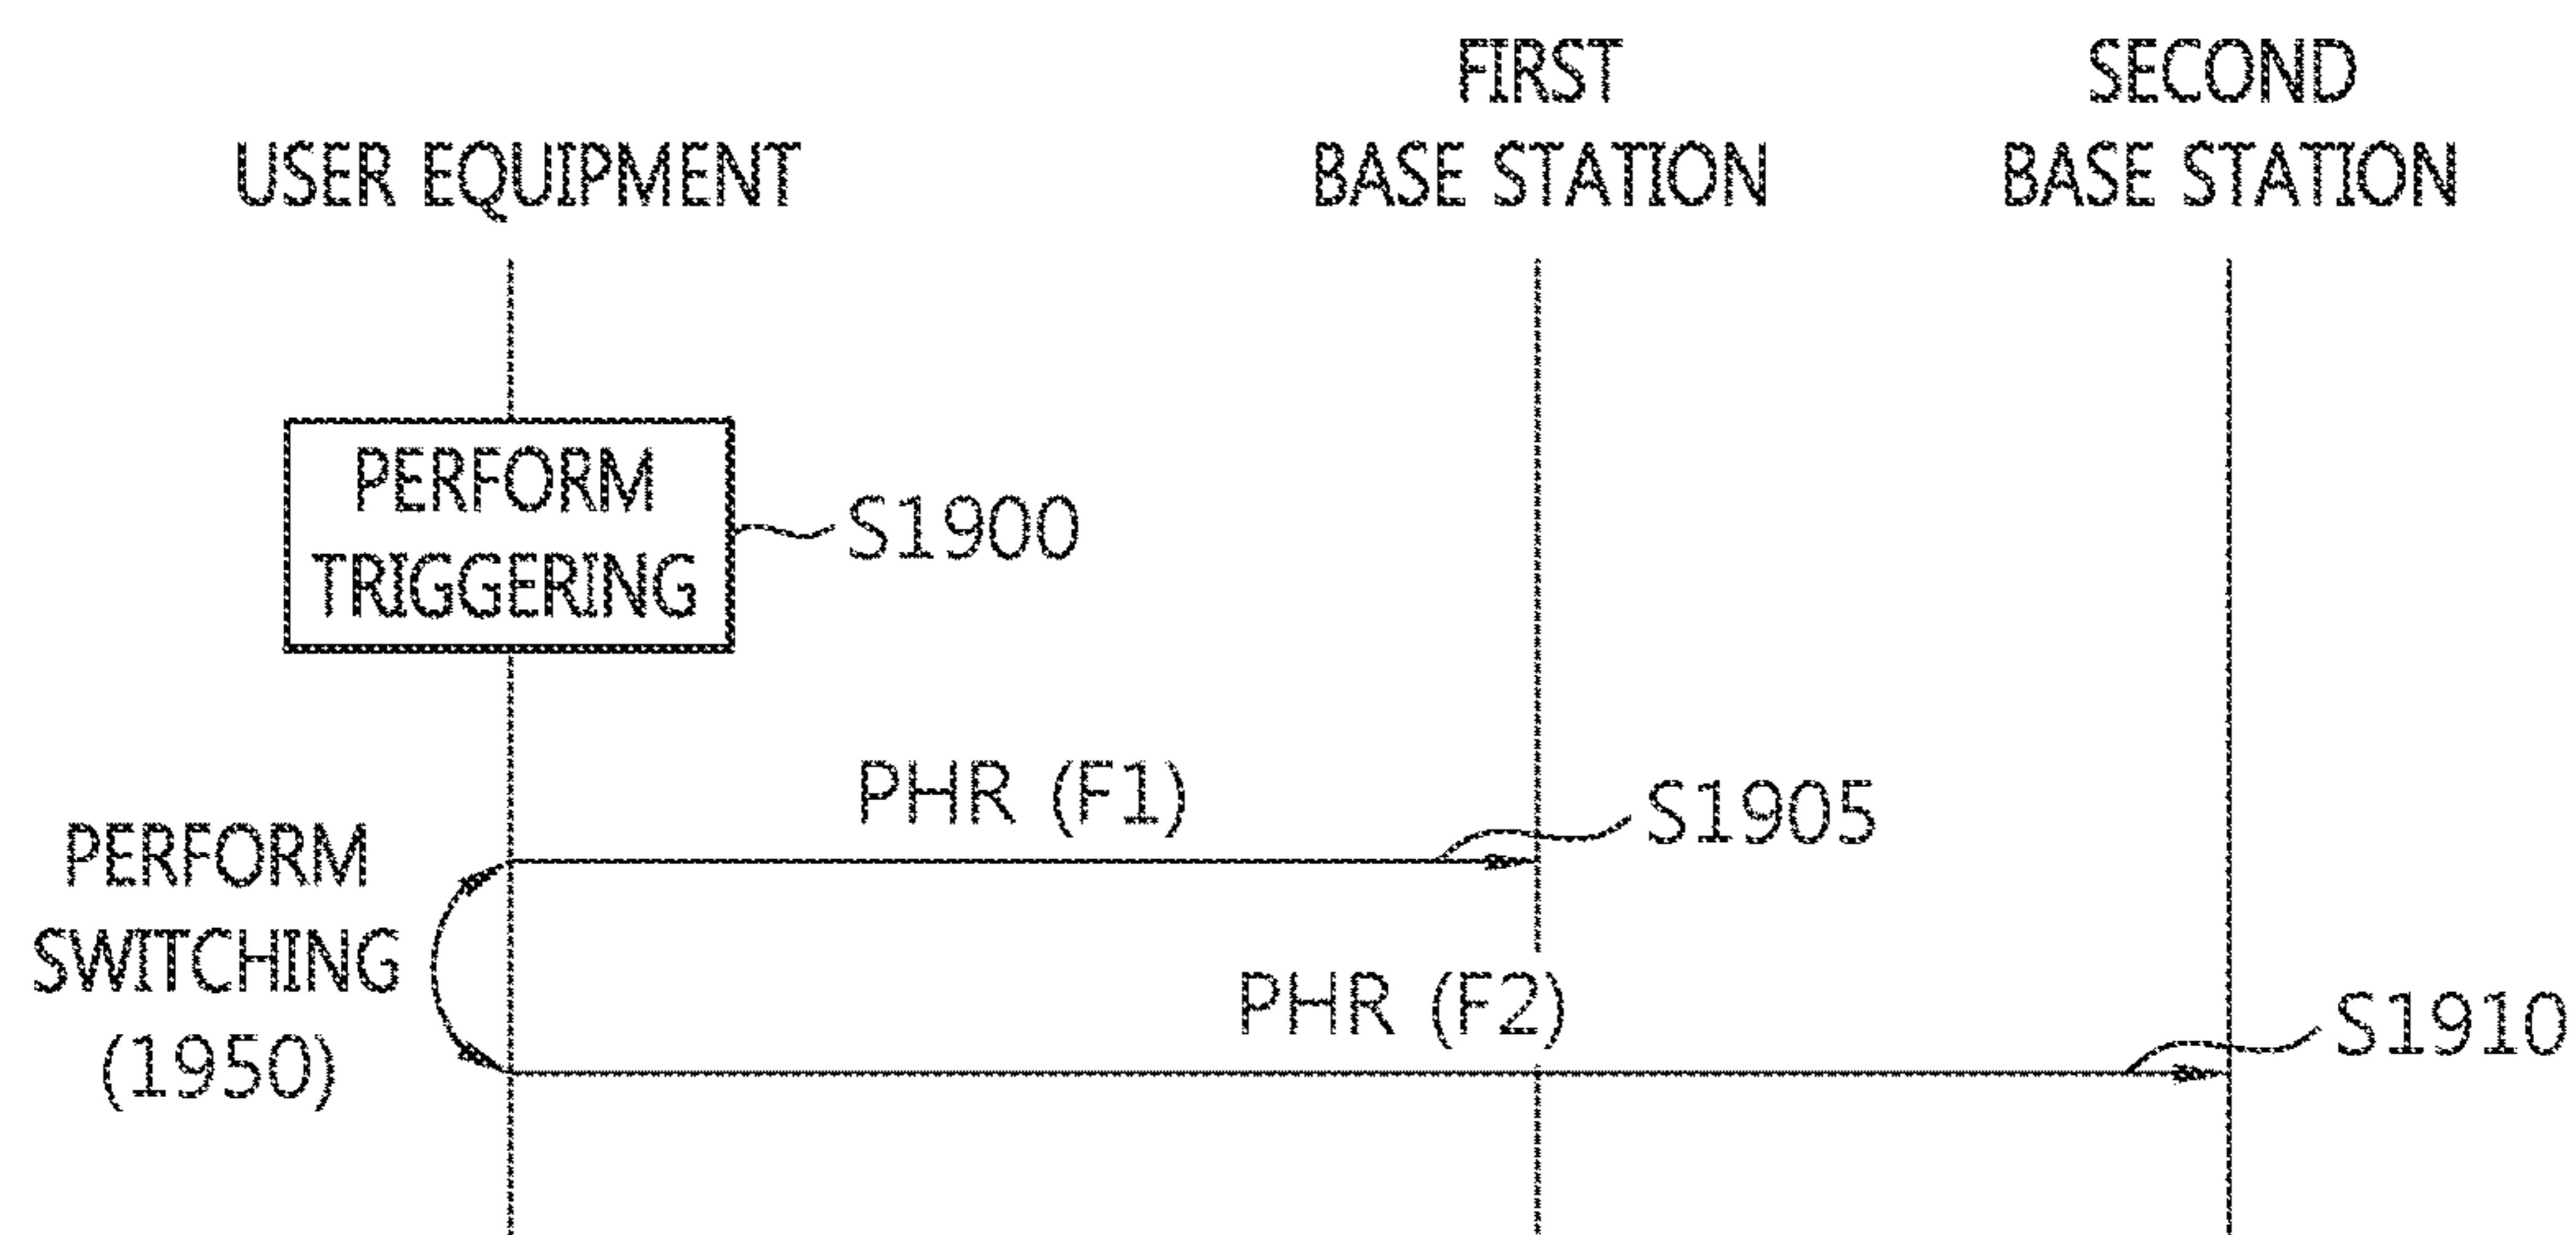 USER EQUIPMENT
FIRST
BASE STATION
SECOND
BASE STATION
PERFORM
TRIGGERING
S1900
PHR (F1)
S1905
PERFORM
SWITCHING
(1950)
PHR (F2)
S1910